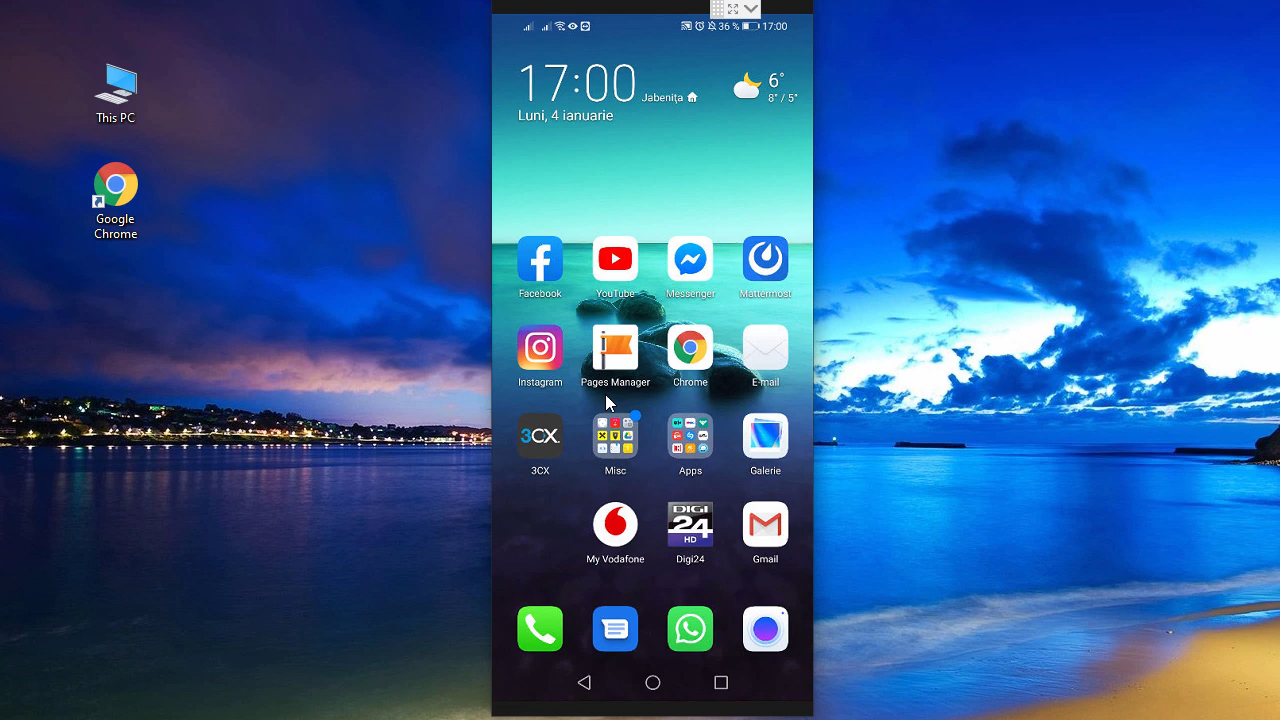 This PC
Google
Chrome
36 % 17:00
17:00 Jabenița 6°
8° / 5°
Luni, 4 ianuarie
Facebook YouTube Messenger Mattermost
Instagram Pages Manager Chrome E-mail
3CX.
3CX Misc Apps Galerie
DIGI
24
HD
My Vodafone Digi24 Gmail